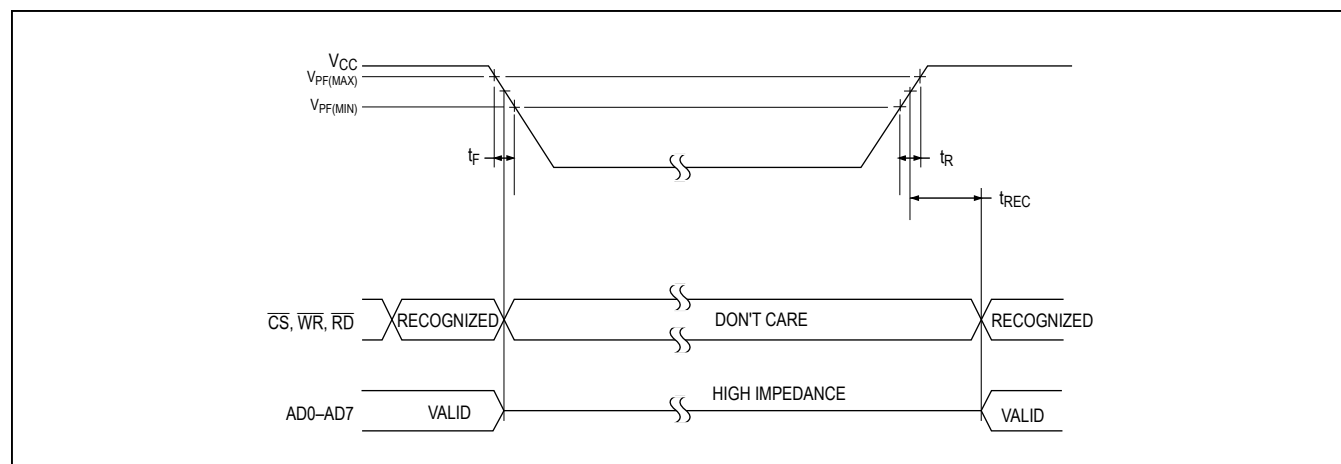 VCC
VPF(MAX)
VPF(MIN)
tF
tR
tREC
CS, WR, RD
RECOGNIZED
DON'T CARE
RECOGNIZED
HIGH IMPEDANCE
AD0–AD7
VALID
VALID